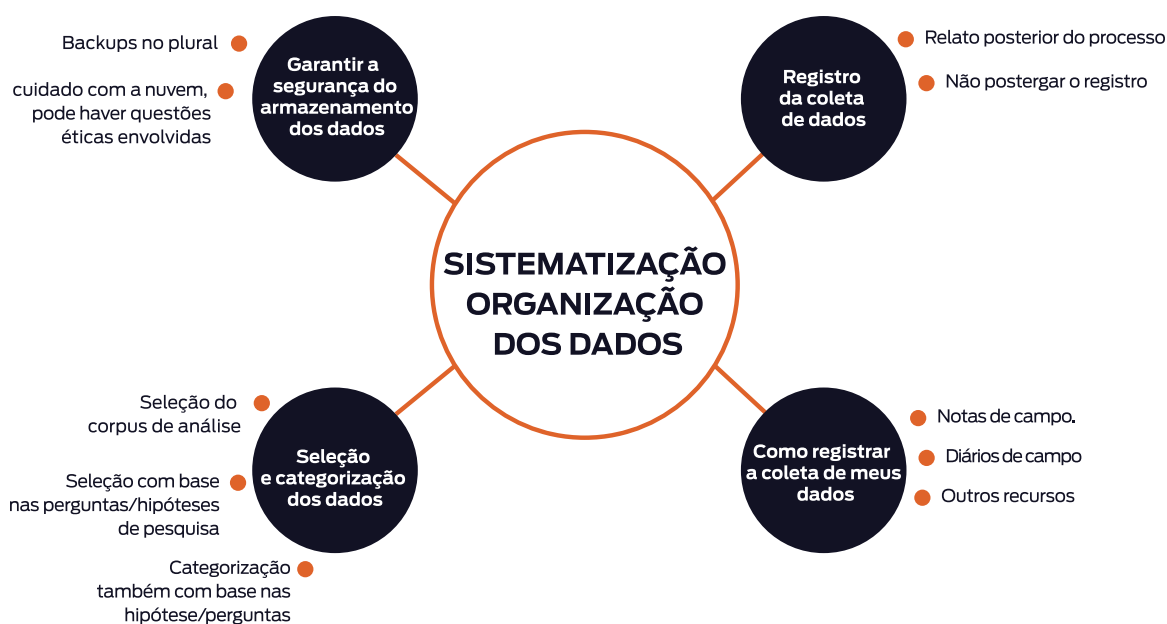 Backups no plural
cuidado com a nuvem,
pode haver questões
éticas envolvidas
Garantir a
segurança do
armazenamento
dos dados
Registro
da coleta
de dados
Relato posterior do processo
Não postergar o registro
SISTEMATIZAÇÃO
ORGANIZAÇÃO
DOS DADOS
Seleção do
corpus de análise
Seleção com base
nas perguntas/hipóteses
de pesquisa
Categorização
também com base nas
hipótese/perguntas
Seleção
e categorização
dos dados
Como registrar
a coleta de meus
dados
Notas de campo.
Diários de campo
Outros recursos